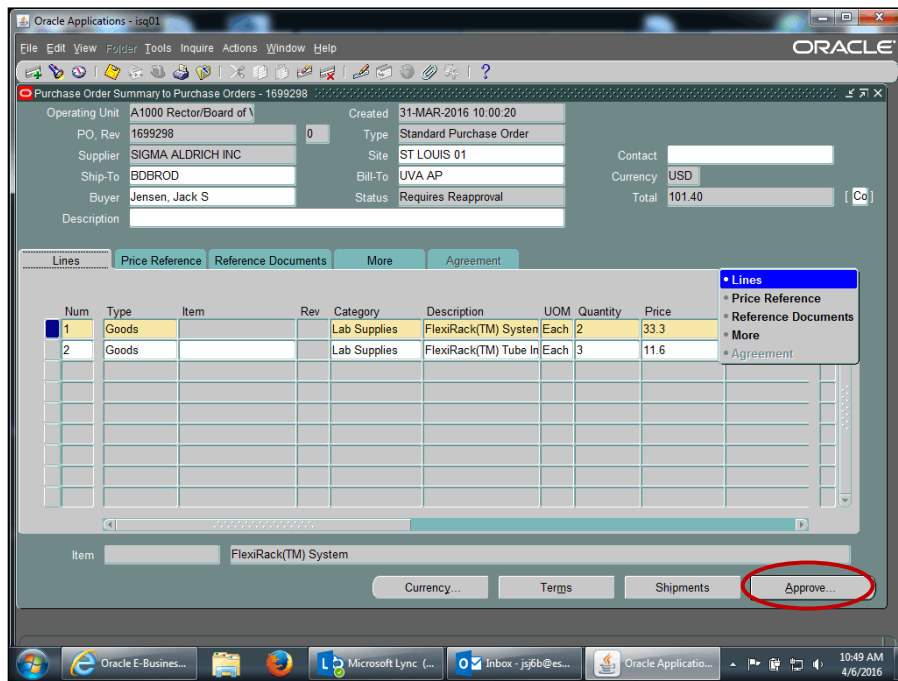 Oracle Applications - isq01
File Edit View Folder Tools Inquire Actions Window Help
ORACLE
Purchase Order Summary to Purchase Orders - 1699298
Operating Unit A1000 Rector/Board of V Created 31-MAR-2016 10:00:20
PO, Rev 1699298 0 Type Standard Purchase Order
Supplier SIGMA ALDRICH INC Site ST LOUIS 01 Contact
Ship-To BDBROD Bill-To UVA AP Currency USD
Buyer Jensen, Jack S Status Requires Reapproval Total 101.40 [ Co ]
Description
Lines Price Reference Reference Documents More Agreement
• Lines
• Price Reference
• Reference Documents
• More
• Agreement
Num Type Item Rev Category Description UOM Quantity Price
1 Goods Lab Supplies FlexiRack(TM) System Each 2 33.3
2 Goods Lab Supplies FlexiRack(TM) Tube In Each 3 11.6
Item FlexiRack(TM) System
Currency... Terms Shipments Approve...
Oracle E-Busines... Microsoft Lync (... Inbox - jsj6b@es... Oracle Applicatio... 10:49 AM
4/6/2016